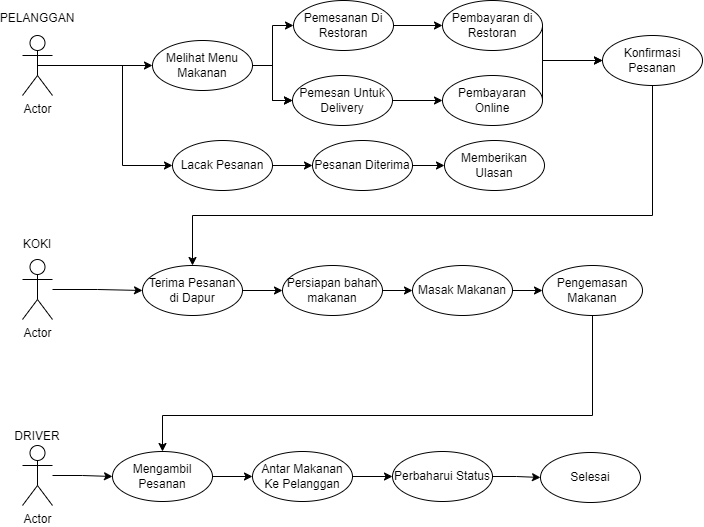 PELANGGAN
Actor
Melihat Menu
Makanan
Pemesanan Di
Restoran
Pembayaran di
Restoran
Pemesan Untuk
Delivery
Pembayaran
Online
Konfirmasi
Pesanan
Lacak Pesanan
Pesanan Diterima
Memberikan
Ulasan
KOKI
Actor
Terima Pesanan
di Dapur
Persiapan bahan
makanan
Masak Makanan
Pengemasan
Makanan
DRIVER
Actor
Mengambil
Pesanan
Antar Makanan
Ke Pelanggan
Perbaharui Status
Selesai